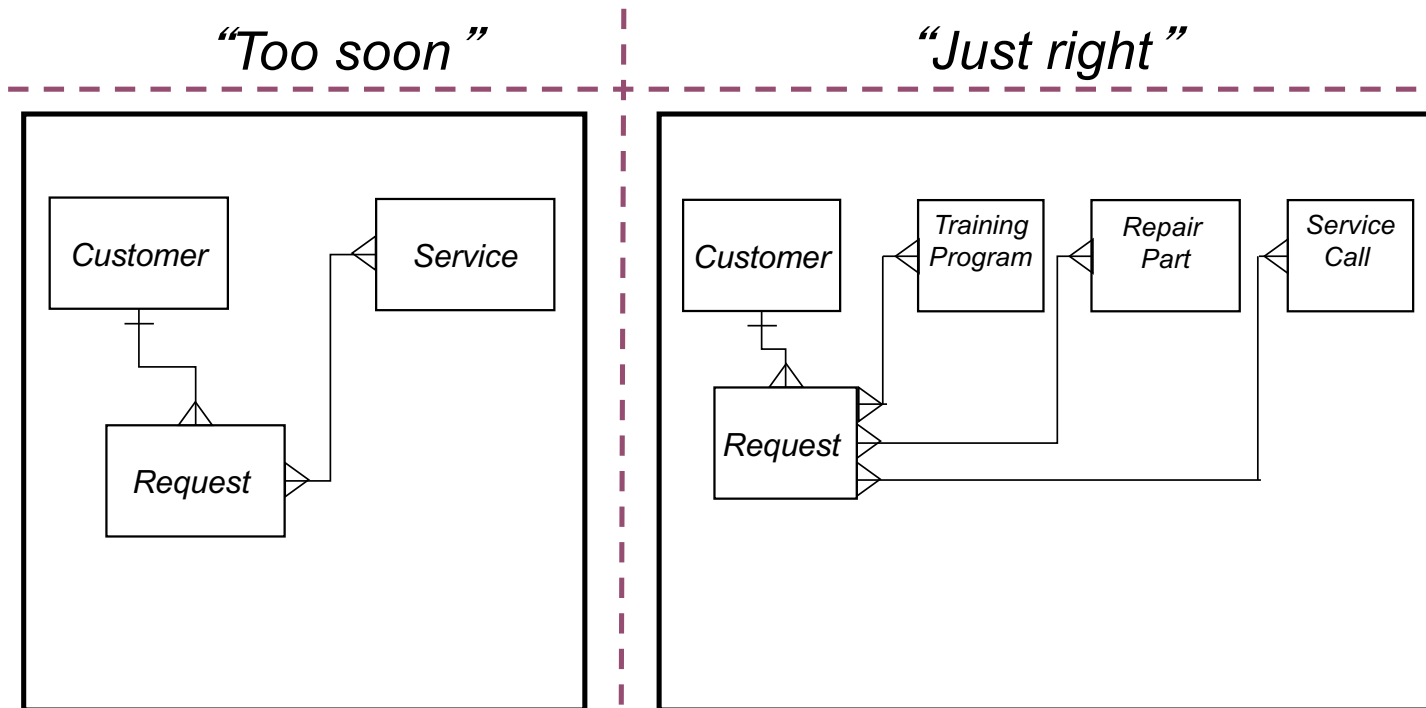 “Too soon”
“Just right”
Customer
Service
Request
Customer
Training
Program
Repair
Part
Service
Call
Request